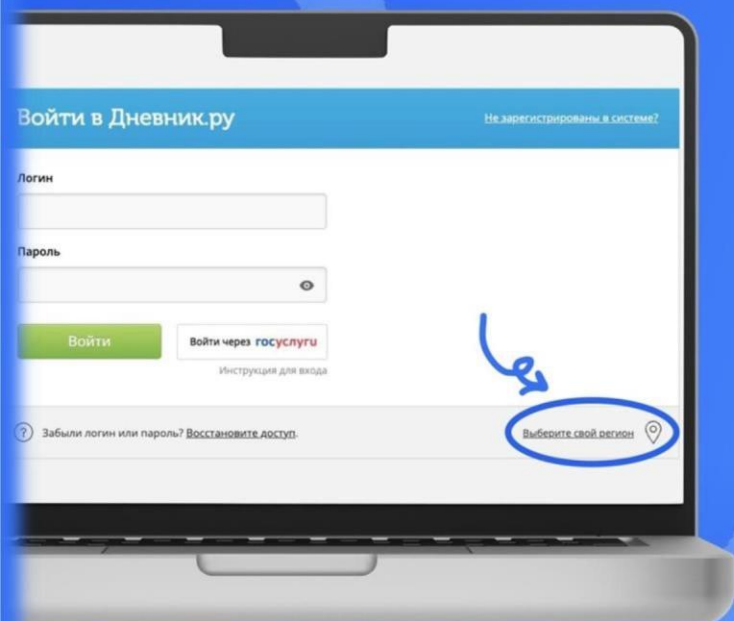 Войти в Дневник.ру
Не зарегистрированы в системе?
Логин
Пароль
Войти
Войти через госуслуги
Инструкция для входа
? Забыли логин или пароль? Восстановите доступ.
Выберите свой регион